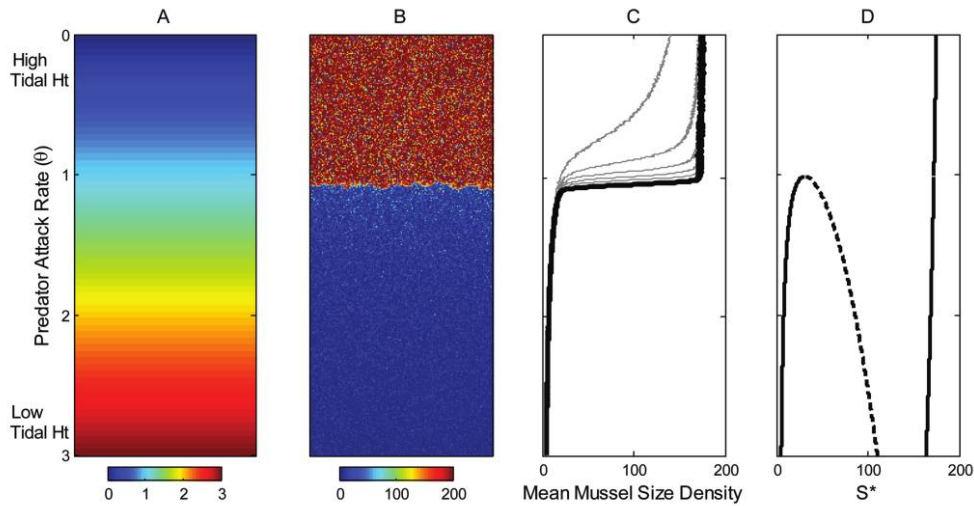 A
B
C
D
Predator Attack Rate (θ)
0
High
Tidal Ht
1
2
Low
Tidal Ht
3
0 1 2 3
0 100 200
0 100 200
Mean Mussel Size Density
0 100 200
S*